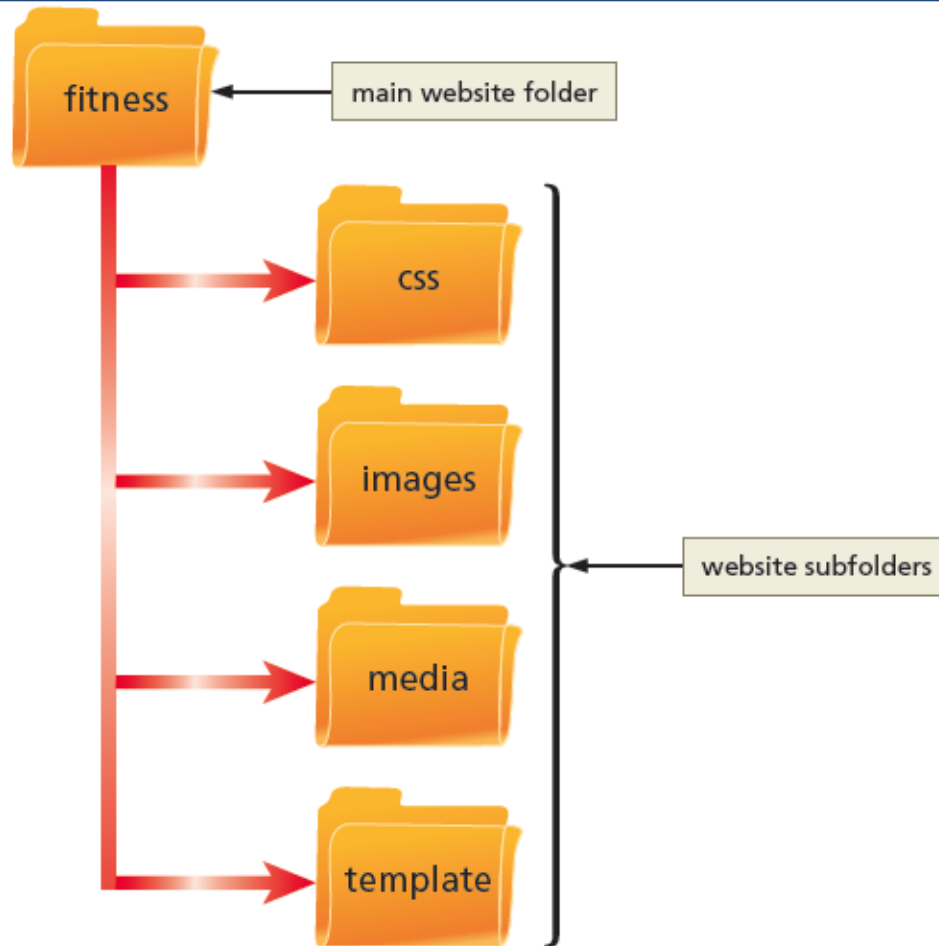 fitness
main website folder
css
images
website subfolders
media
template